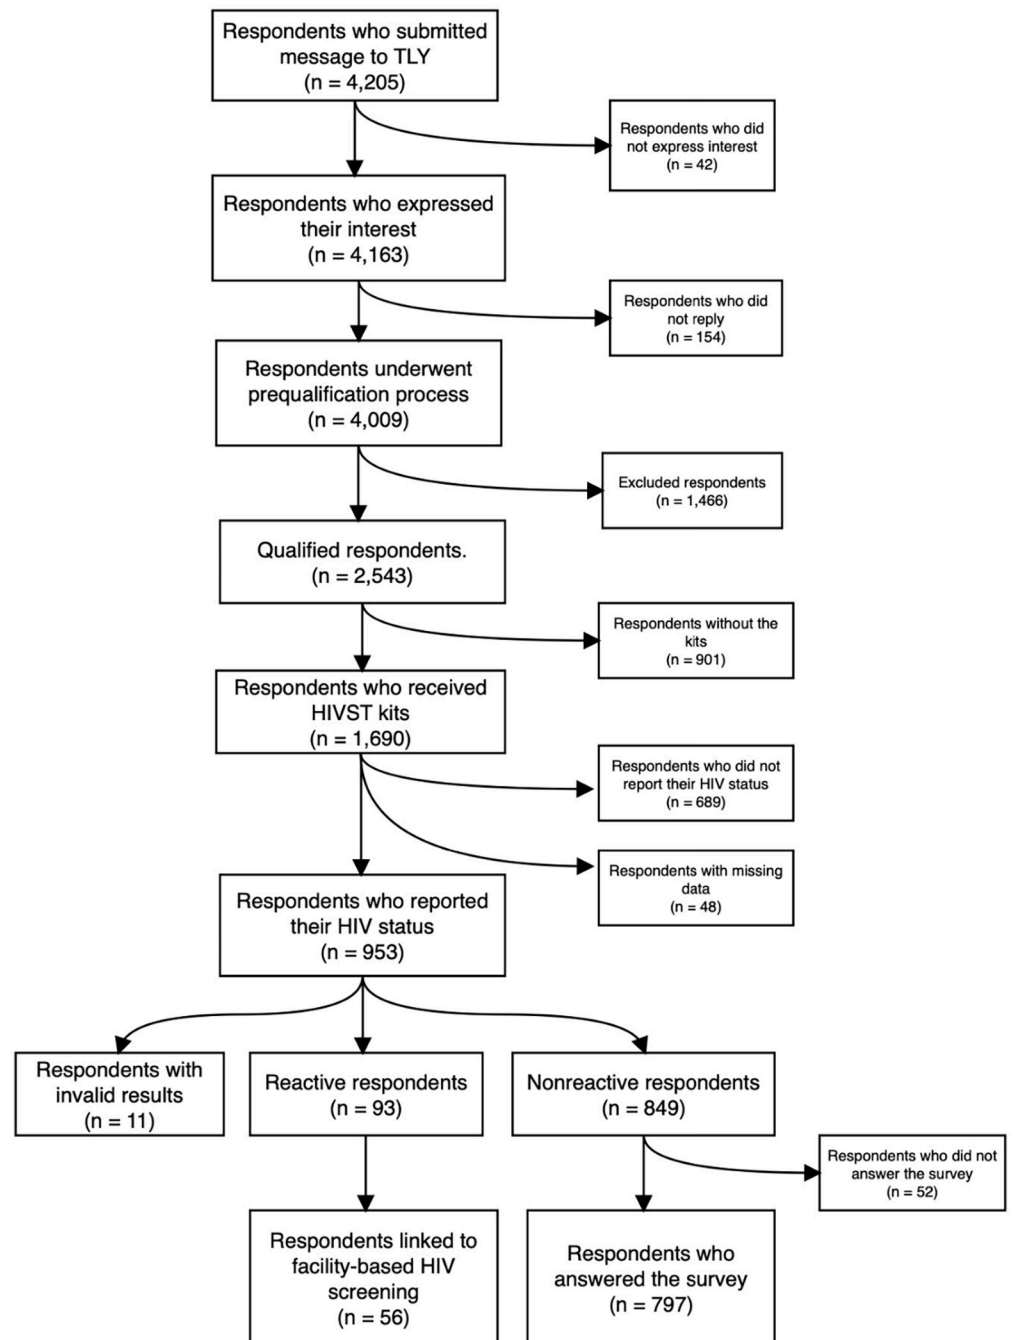 Respondents who submitted
message to TLY
(n = 4,205)
Respondents who did
not express interest
(n = 42)
Respondents who expressed
their interest
(n = 4,163)
Respondents who did
not reply
(n = 154)
Respondents underwent
prequalification process
(n = 4,009)
Excluded respondents
(n = 1,466)
Qualified respondents.
(n = 2,543)
Respondents without the
kits
(n = 901)
Respondents who received
HIVST kits
(n = 1,690)
Respondents who did not
report their HIV status
(n = 689)
Respondents with missing
data
(n = 48)
Respondents who reported
their HIV status
(n = 953)
Respondents with
invalid results
(n = 11)
Reactive respondents
(n = 93)
Nonreactive respondents
(n = 849)
Respondents who did not
answer the survey
(n = 52)
Respondents linked to
facility-based HIV
screening
(n = 56)
Respondents who
answered the survey
(n = 797)